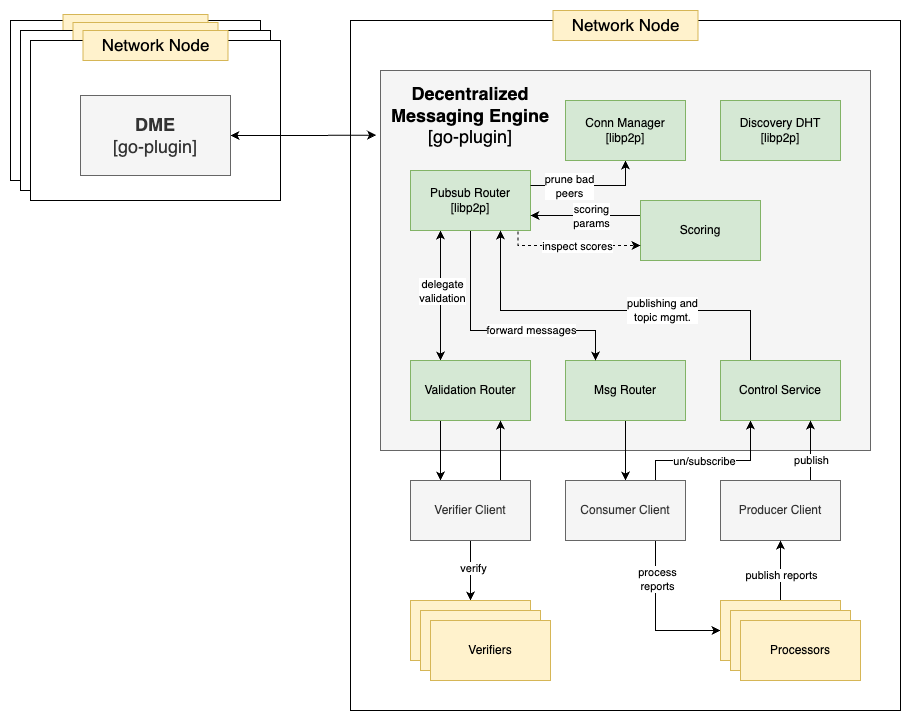 Network Node
DME
[go-plugin]
Network Node
Decentralized
Messaging Engine
[go-plugin]
Conn Manager
[libp2p]
Discovery DHT
[libp2p]
Pubsub Router
[libp2p]
prune bad
peers
scoring
params
Scoring
inspect scores
delegate
validation
publishing and
topic mgmt.
forward messages
Validation Router
Msg Router
Control Service
un/subscribe
publish
Verifier Client
Consumer Client
Producer Client
verify
process
reports
publish reports
Verifiers
Processors